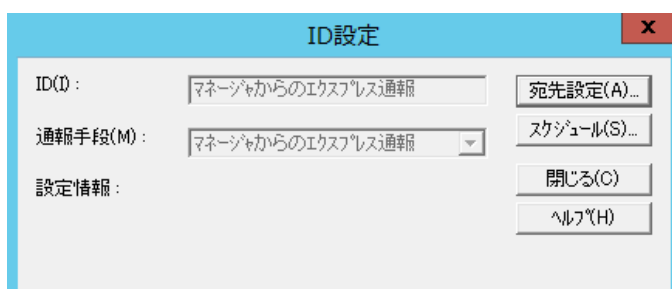 ID設定
x
ID(I) :
マネージャからのエクスプレス通報
宛先設定(A)...
通報手段(M) :
マネージャからのエクスプレス通報
スケジュール(S)...
設定情報 :
閉じる(C)
ヘルプ(H)